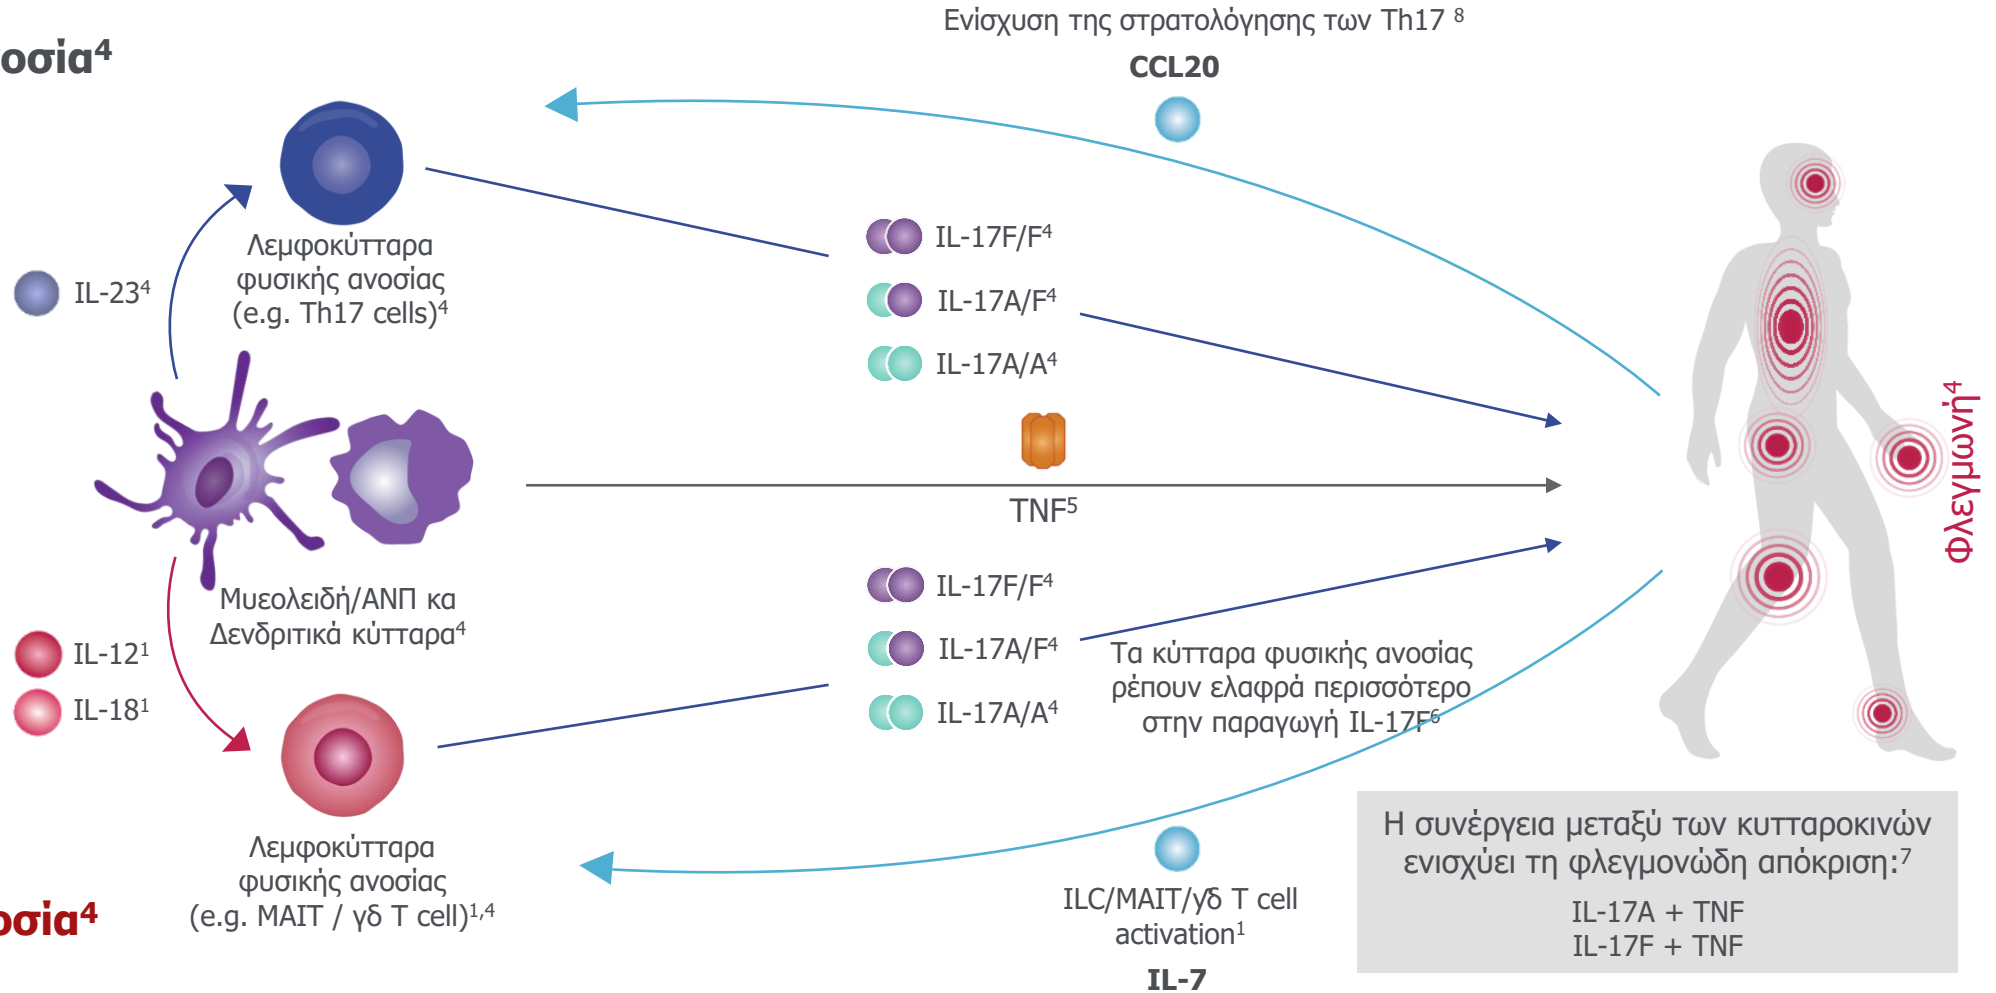 Ενίσχυση της στρατολόγησης των Th17 ⁸
CCL20
οσία⁴
Λεμφοκύτταρα
φυσικής ανοσίας
(e.g. Th17 cells)⁴
IL-23⁴
IL-17F/F⁴
IL-17A/F⁴
IL-17A/A⁴
TNF⁵
Φλεγμωνή⁴
Μυεολειδή/ΑΝΠ κα
Δενδριτικά κύτταρα⁴
IL-12¹
IL-18¹
IL-17F/F⁴
IL-17A/F⁴
IL-17A/A⁴
Τα κύτταρα φυσικής ανοσίας
ρέπουν ελαφρά περισσότερο
στην παραγωγή IL-17F⁶
Λεμφοκύτταρα
φυσικής ανοσίας
(e.g. MAIT / γδ T cell)¹,⁴
οσία⁴
ILC/MAIT/γδ T cell
activation¹
IL-7
Η συνέργεια μεταξύ των κυτταροκινών
ενισχύει τη φλεγμονώδη απόκριση:⁷
IL-17A + TNF
IL-17F + TNF